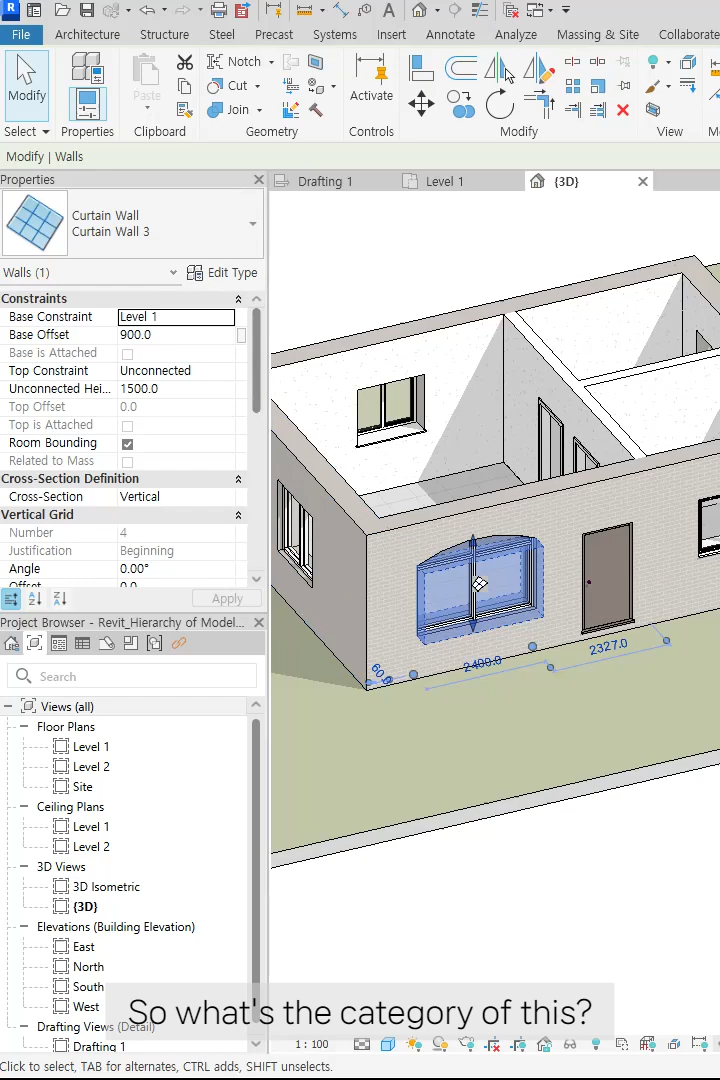 R
A
File
Architecture
Structure
Steel
Precast
Systems
Insert
Annotate
Analyze
Massing & Site
Collaborate
Modify
Paste
Notch
Cut
Join
Activate
Select
Properties
Clipboard
Geometry
Controls
Modify
View
Modify | Walls
Properties
Drafting 1
Level 1
{3D}
Curtain Wall
Curtain Wall 3
Walls (1)
Edit Type
Constraints
Base Constraint Level 1
Base Offset 900.0
Base is Attached
Top Constraint Unconnected
Unconnected Hei... 1500.0
Top Offset 0.0
Top is Attached
Room Bounding
Related to Mass
Cross-Section Definition
Cross-Section Vertical
Vertical Grid
Number 4
Justification Beginning
Angle 0.00°
Offset 0.0
Apply
60.0
2400.0
2327.0
Project Browser - Revit_Hierarchy of Model...
Search
Views (all)
Floor Plans
Level 1
Level 2
Site
Ceiling Plans
Level 1
Level 2
3D Views
3D Isometric
{3D}
Elevations (Building Elevation)
East
North
South
West
Drafting Views (Detail)
Drafting 1
So what's the category of this?
1 : 100
Click to select, TAB for alternates, CTRL adds, SHIFT unselects.